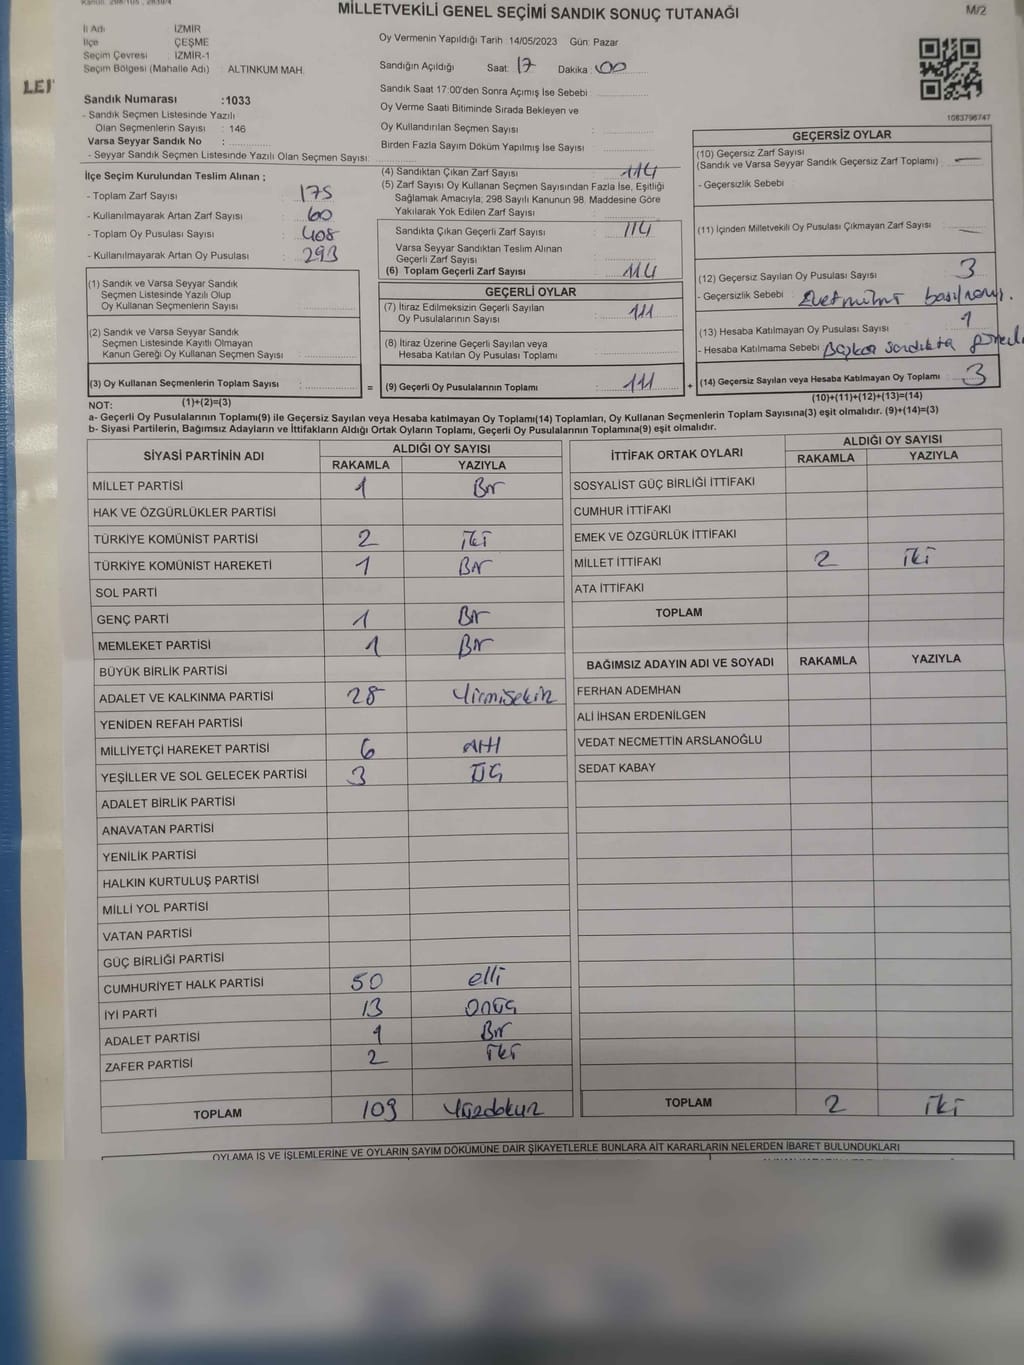 MİLLETVEKİLİ GENEL SEÇİMİ SANDIK SONUÇ TUTANAĞI
M/2
İl Adı İZMİR
İlçe ÇEŞME
Seçim Çevresi İZMİR-1
Seçim Bölgesi (Mahalle Adı) : ALTINKUM MAH.
Sandık Numarası :1033
- Sandık Seçmen Listesinde Yazılı
Olan Seçmenlerin Sayısı : 146
Varsa Seyyar Sandık No :
- Seyyar Sandık Seçmen Listesinde Yazılı Olan Seçmen Sayısı:
İlçe Seçim Kurulundan Teslim Alınan ;
- Toplam Zarf Sayısı : 175
- Kullanılmayarak Artan Zarf Sayısı : 60
- Toplam Oy Pusulası Sayısı : 408
- Kullanılmayarak Artan Oy Pusulası : 293
(1) Sandık ve Varsa Seyyar Sandık
Seçmen Listesinde Yazılı Olup
Oy Kullanan Seçmenlerin Sayısı :
(2) Sandık ve Varsa Seyyar Sandık
Seçmen Listesinde Kayıtlı Olmayan
Kanun Gereği Oy Kullanan Seçmen Sayısı :
(3) Oy Kullanan Seçmenlerin Toplam Sayısı :
(1)+(2)=(3)
Oy Vermenin Yapıldığı Tarih :14/05/2023 Gün: Pazar
Sandığın Açıldığı Saat: 17 Dakika : 00
Sandık Saat 17:00'den Sonra Açımış İse Sebebi :
Oy Verme Saati Bitiminde Sırada Bekleyen ve
Oy Kullandırılan Seçmen Sayısı :
Birden Fazla Sayım Döküm Yapılmış İse Sayısı :
(4) Sandıktan Çıkan Zarf Sayısı : 114
(5) Zarf Sayısı Oy Kullanan Seçmen Sayısından Fazla İse, Eşitliği
Sağlamak Amacıyla; 298 Sayılı Kanunun 98. Maddesine Göre
Yakılarak Yok Edilen Zarf Sayısı :
Sandıkta Çıkan Geçerli Zarf Sayısı : 114
Varsa Seyyar Sandıktan Teslim Alınan
Geçerli Zarf Sayısı :
(6) Toplam Geçerli Zarf Sayısı : 114
GEÇERLİ OYLAR
(7) İtiraz Edilmeksizin Geçerli Sayılan
Oy Pusulalarının Sayısı : 111
(8) İtiraz Üzerine Geçerli Sayılan veya
Hesaba Katılan Oy Pusulası Toplamı :
= (9) Geçerli Oy Pusulalarının Toplamı : 111 +
1083796747
GEÇERSİZ OYLAR
(10) Geçersiz Zarf Sayısı
(Sandık ve Varsa Seyyar Sandık Geçersiz Zarf Toplamı) : —
- Geçersizlik Sebebi :
(11) İçinden Milletvekili Oy Pusulası Çıkmayan Zarf Sayısı : —
(12) Geçersiz Sayılan Oy Pusulası Sayısı : 3
- Geçersizlik Sebebi :
(13) Hesaba Katılmayan Oy Pusulası Sayısı : 1
- Hesaba Katılmama Sebebi : Başka sandıkta
(14) Geçersiz Sayılan veya Hesaba Katılmayan Oy Toplamı : 3
(10)+(11)+(12)+(13)=(14)
NOT:
a- Geçerli Oy Pusulalarının Toplamı(9) ile Geçersiz Sayılan veya Hesaba katılmayan Oy Toplamı(14) Toplamları, Oy Kullanan Seçmenlerin Toplam Sayısına(3) eşit olmalıdır. (9)+(14)=(3)
b- Siyasi Partilerin, Bağımsız Adayların ve İttifakların Aldığı Ortak Oyların Toplamı, Geçerli Oy Pusulalarının Toplamına(9) eşit olmalıdır.
SİYASİ PARTİNİN ADI ALDIĞI OY SAYISI
RAKAMLA YAZIYLA
MİLLET PARTİSİ 1 Bir
HAK VE ÖZGÜRLÜKLER PARTİSİ
TÜRKİYE KOMÜNİST PARTİSİ 2 iki
TÜRKİYE KOMÜNİST HAREKETİ 1 Bir
SOL PARTİ
GENÇ PARTİ 1 Bir
MEMLEKET PARTİSİ 1 Bir
BÜYÜK BİRLİK PARTİSİ
ADALET VE KALKINMA PARTİSİ 28 Yirmisekiz
YENİDEN REFAH PARTİSİ
MİLLİYETÇİ HAREKET PARTİSİ 6 Altı
YEŞİLLER VE SOL GELECEK PARTİSİ 3 Üç
ADALET BİRLİK PARTİSİ
ANAVATAN PARTİSİ
YENİLİK PARTİSİ
HALKIN KURTULUŞ PARTİSİ
MİLLİ YOL PARTİSİ
VATAN PARTİSİ
GÜÇ BİRLİĞİ PARTİSİ
CUMHURİYET HALK PARTİSİ 50 elli
İYİ PARTİ 13 onüç
ADALET PARTİSİ 1 Bir
ZAFER PARTİSİ 2 iki
TOPLAM 109 Yüzdokuz
İTTİFAK ORTAK OYLARI ALDIĞI OY SAYISI
RAKAMLA YAZIYLA
SOSYALİST GÜÇ BİRLİĞİ İTTİFAKI
CUMHUR İTTİFAKI
EMEK VE ÖZGÜRLÜK İTTİFAKI
MİLLET İTTİFAKI 2 iki
ATA İTTİFAKI
TOPLAM
BAĞIMSIZ ADAYIN ADI VE SOYADI RAKAMLA YAZIYLA
FERHAN ADEMHAN
ALİ İHSAN ERDENİLGEN
VEDAT NECMETTİN ARSLANOĞLU
SEDAT KABAY
TOPLAM 2 iki
OYLAMA İŞ VE İŞLEMLERİNE VE OYLARIN SAYIM DÖKÜMÜNE DAİR ŞİKAYETLERLE BUNLARA AİT KARARLARIN NELERDEN İBARET BULUNDUKLARI